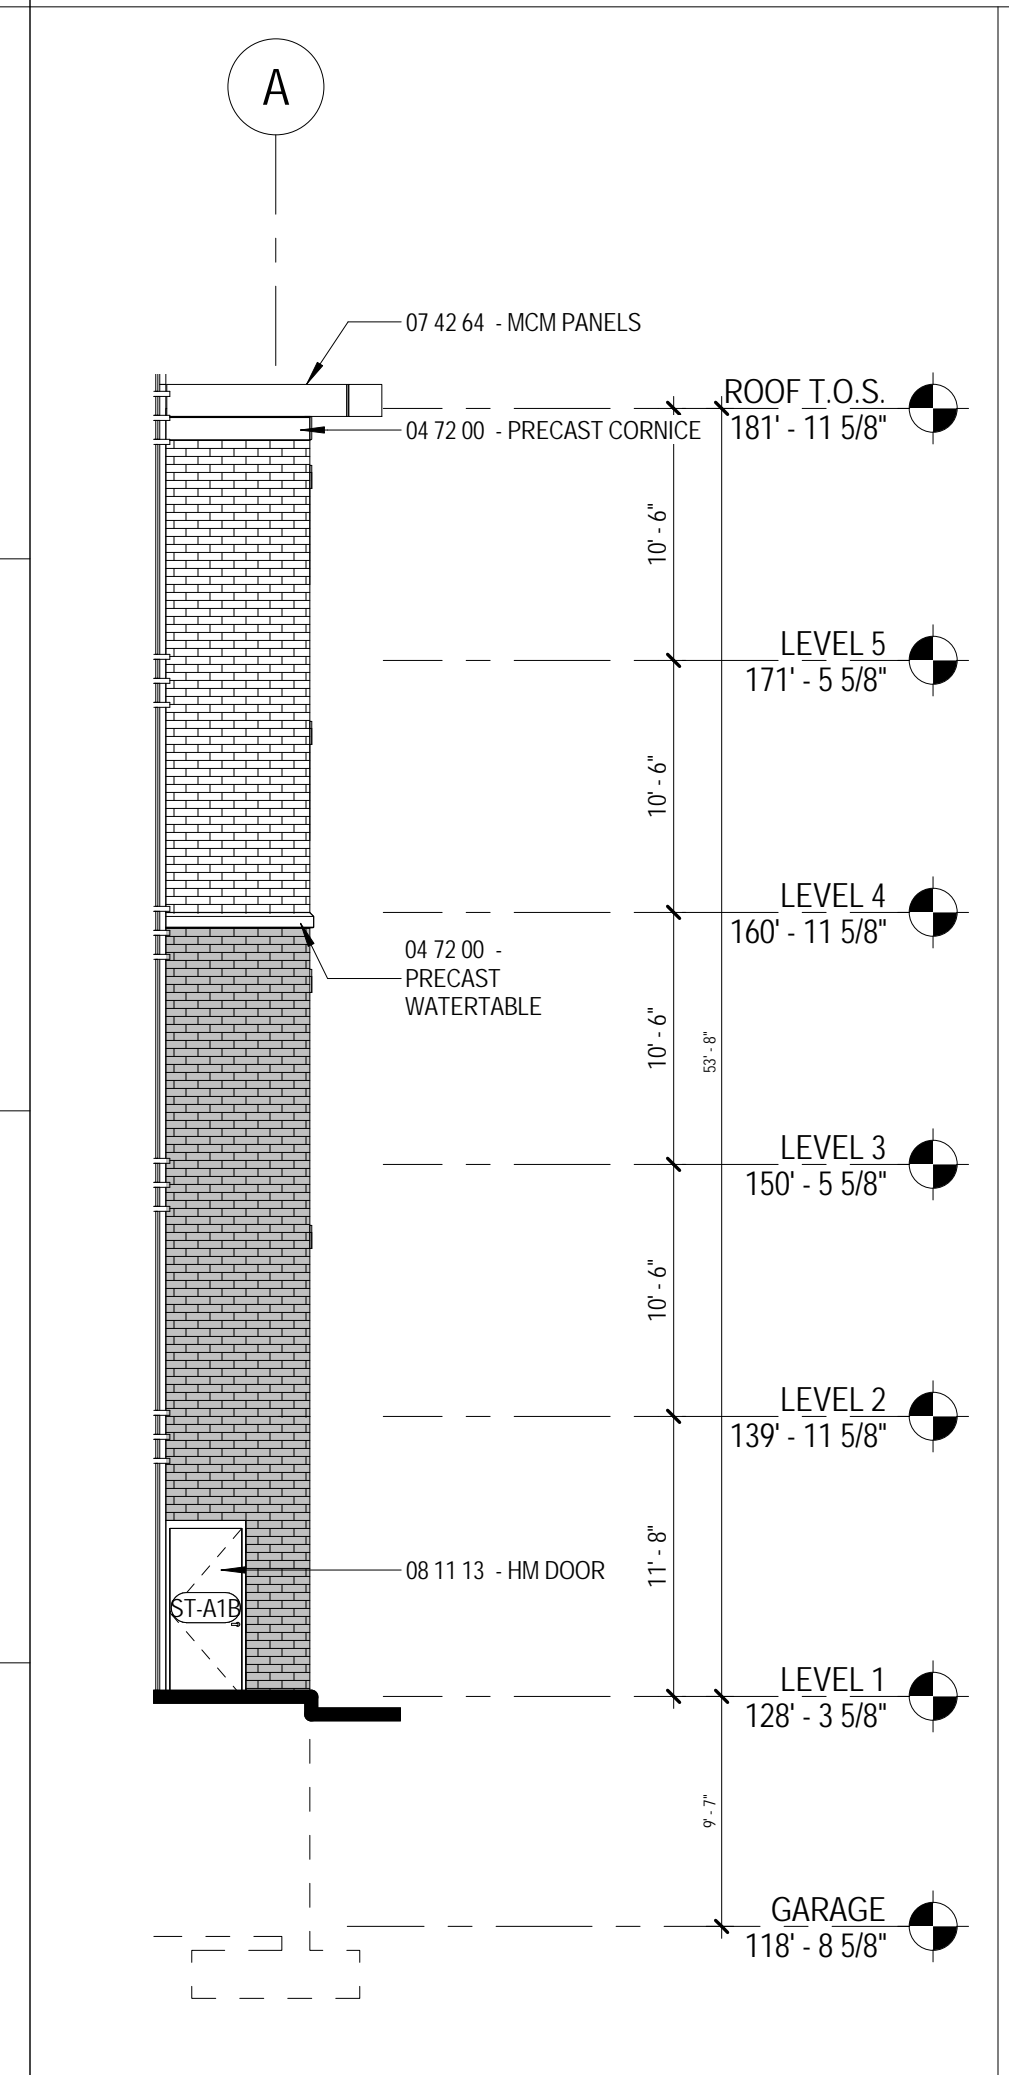 A
07 42 64 - MCM PANELS
ROOF T.O.S.
181' - 11 5/8"
04 72 00 - PRECAST CORNICE
10' - 6"
LEVEL 5
171' - 5 5/8"
10' - 6"
LEVEL 4
160' - 11 5/8"
04 72 00 -
PRECAST
WATERTABLE
10' - 6"
53' - 8"
LEVEL 3
150' - 5 5/8"
10' - 6"
LEVEL 2
139' - 11 5/8"
11' - 8"
08 11 13 - HM DOOR
ST-A1B
LEVEL 1
128' - 3 5/8"
9' - 7"
GARAGE
118' - 8 5/8"